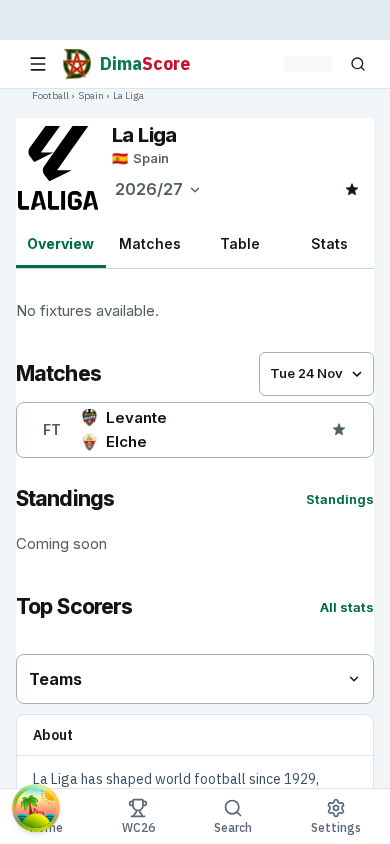 DimaScore
Football › Spain › La Liga
La Liga
🇪🇸 Spain
LALIGA
2026/27
Overview Matches Table Stats
No fixtures available.
Matches
Tue 24 Nov
FT
Levante
Elche
Standings
Standings
Coming soon
Top Scorers
All stats
Teams
About
La Liga has shaped world football since 1929,
WC26 Search Settings